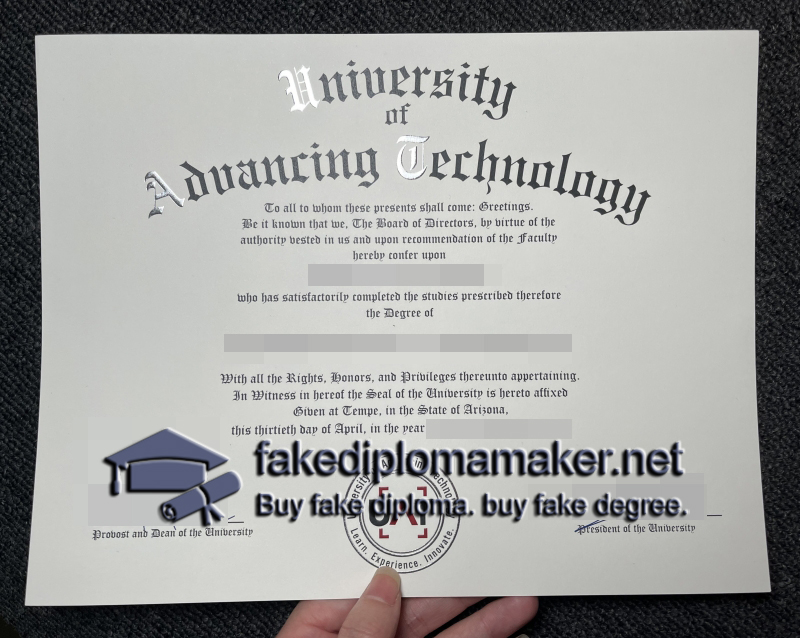 University
of
Advancing Technology
To all to whom these presents shall come: Greetings.
Be it known that we, The Board of Directors, by virtue of the
authority vested in us and upon recommendation of the Faculty
hereby confer upon
who has satisfactorily completed the studies prescribed therefore
the Degree of
With all the Rights, Honors, and Privileges thereunto appertaining.
In Witness in hereof the Seal of the University is hereto affixed
Given at Tempe, in the State of Arizona,
this thirtieth day of April, in the year
fakediplomamaker.net
Buy fake diploma. buy fake degree.
UAT
Learn. Experience. Innovate.
Provost and Dean of the University
President of the University